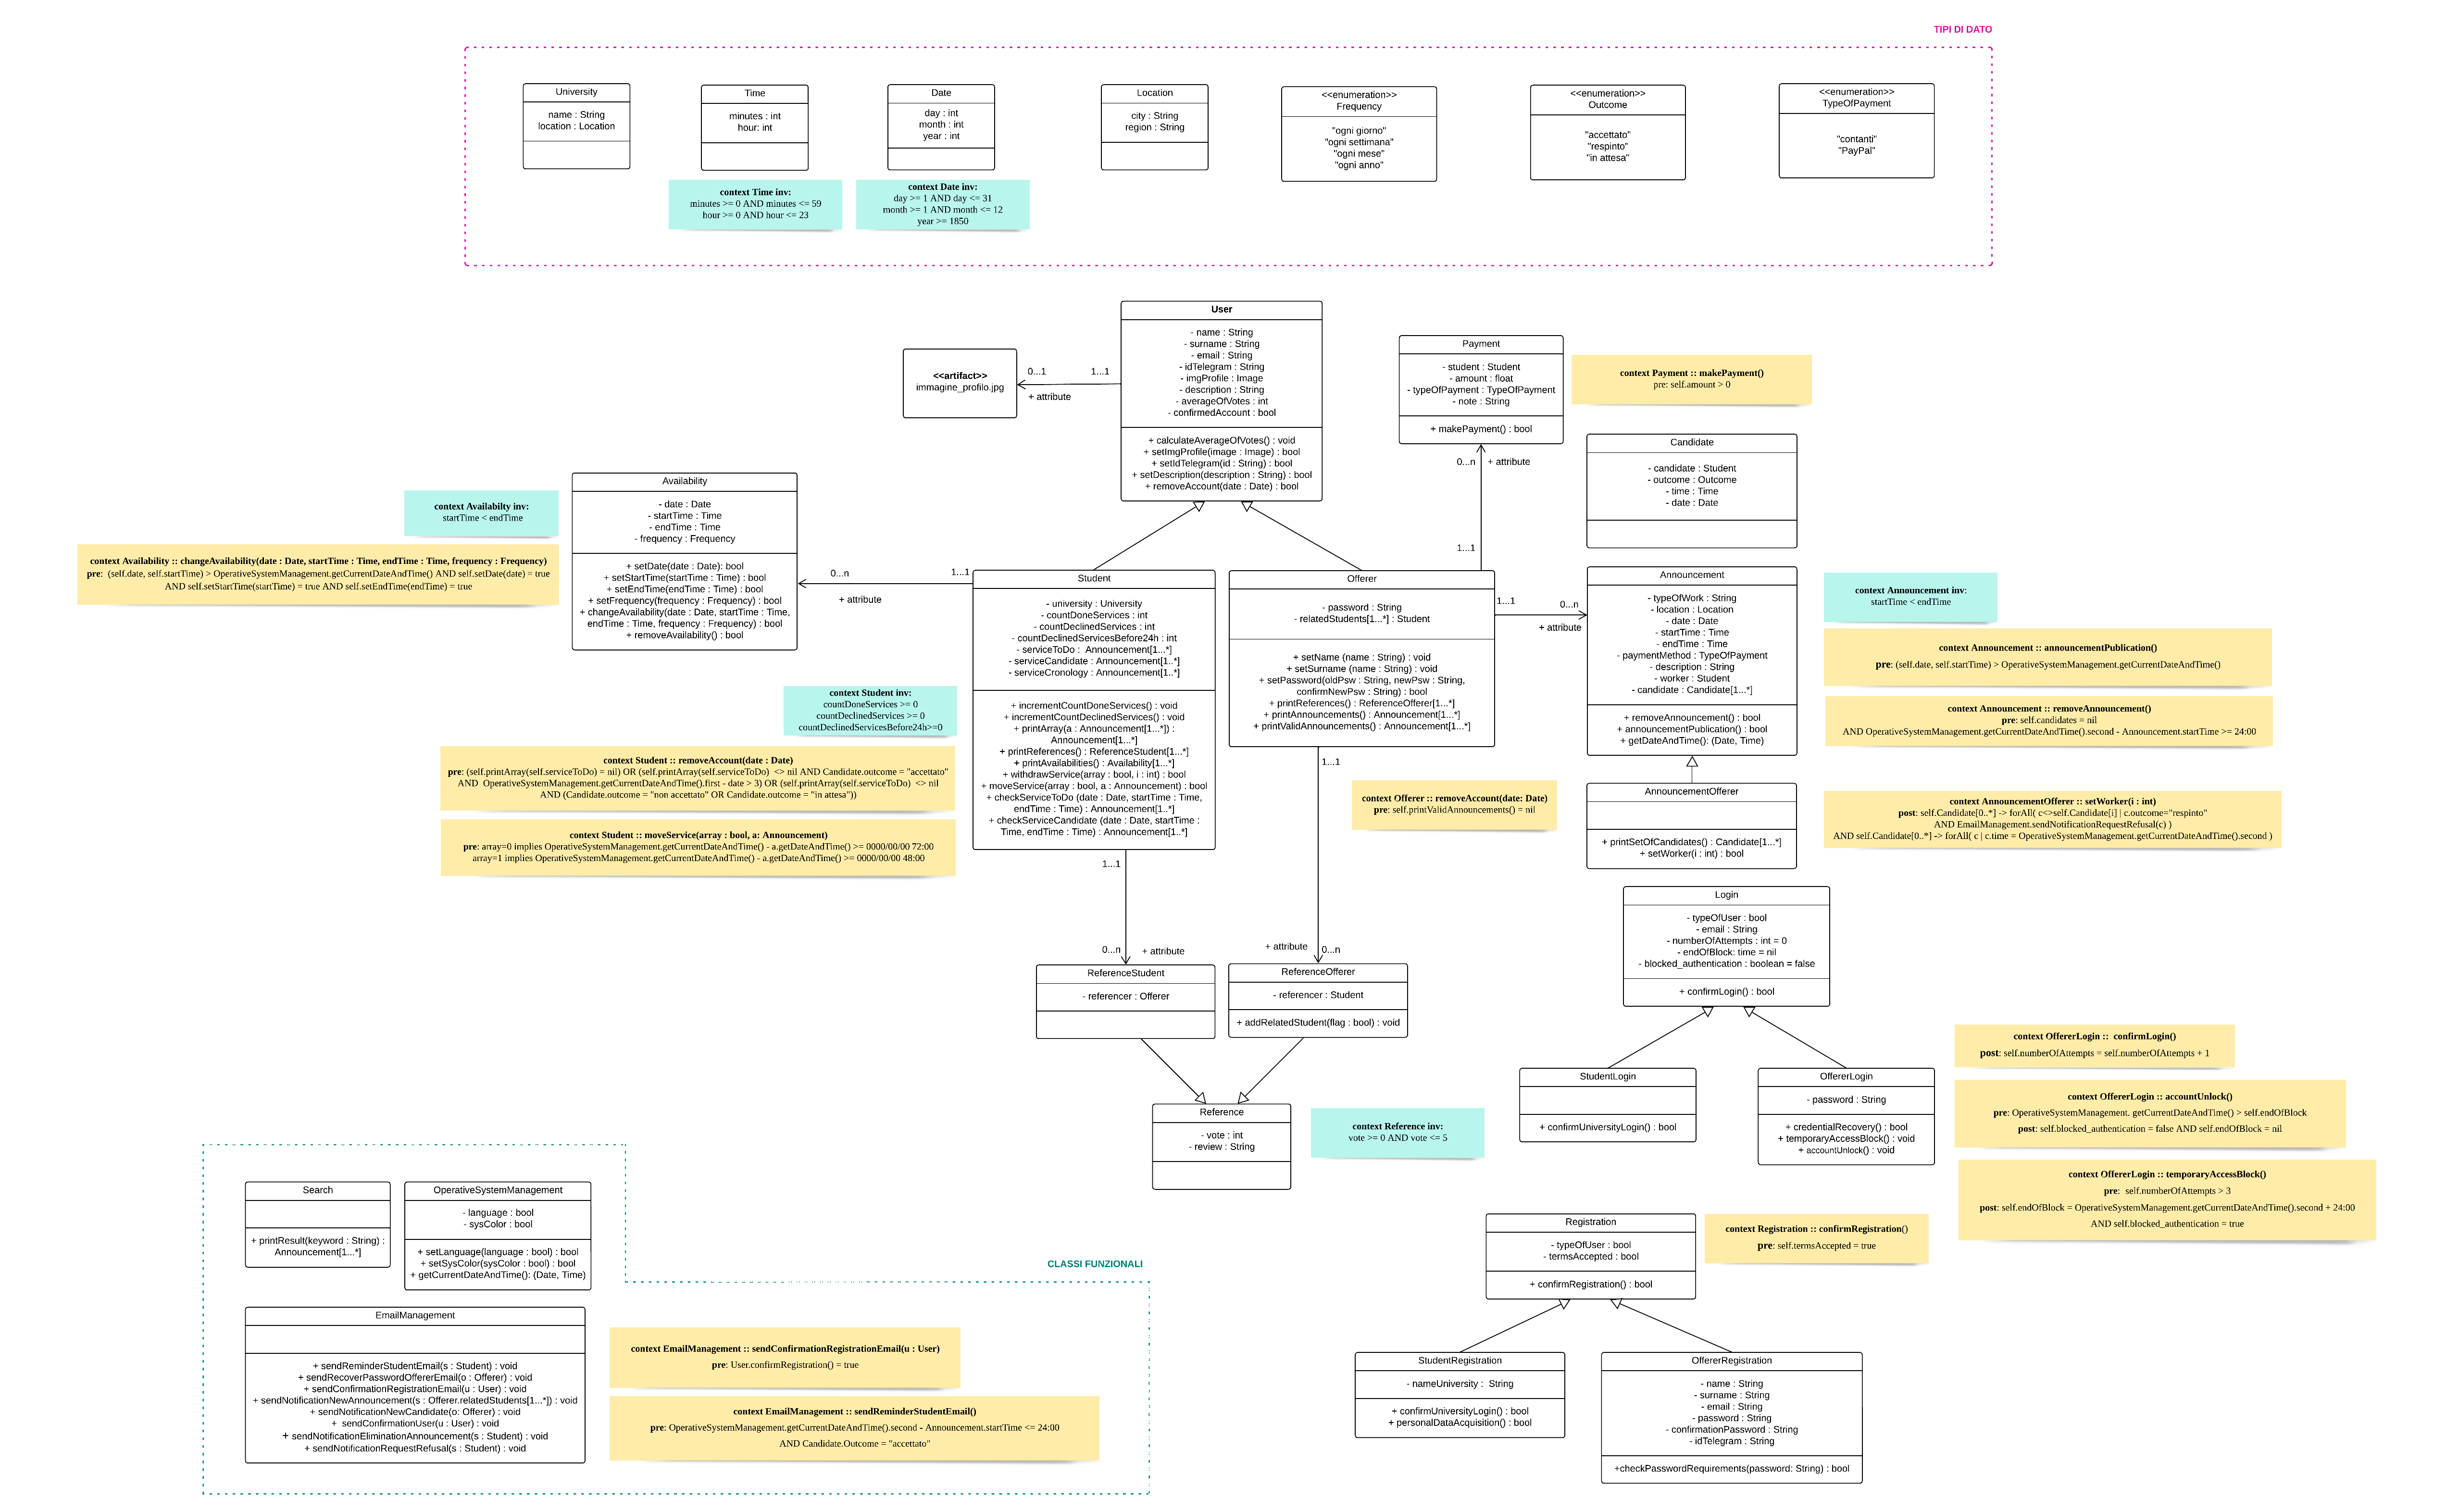 TIPI DI DATO
University
name : String
location : Location
Time
minutes : int
hour: int
context Time inv:
minutes >= 0 AND minutes <= 59
hour >= 0 AND hour <= 23
Date
day : int
month : int
year : int
context Date inv:
day >= 1 AND day <= 31
month >= 1 AND month <= 12
year >= 1850
Location
city : String
region : String
<<enumeration>>
Frequency
"ogni giorno"
"ogni settimana"
"ogni mese"
"ogni anno"
<<enumeration>>
Outcome
"accettato"
"respinto"
"in attesa"
<<enumeration>>
TypeOfPayment
"contanti"
"PayPal"
<<artifact>>
immagine_profilo.jpg
0...1
1...1
+ attribute
User
- name : String
- surname : String
- email : String
- idTelegram : String
- imgProfile : Image
- description : String
- averageOfVotes : int
- confirmedAccount : bool
+ calculateAverageOfVotes() : void
+ setImgProfile(image : Image) : bool
+ setIdTelegram(id : String) : bool
+ setDescription(description : String) : bool
+ removeAccount(date : Date) : bool
Payment
- student : Student
- amount : float
- typeOfPayment : TypeOfPayment
- note : String
+ makePayment() : bool
context Payment :: makePayment()
pre: self.amount > 0
0...n
+ attribute
1...1
Candidate
- candidate : Student
- outcome : Outcome
- time : Time
- date : Date
context Availabilty inv:
startTime < endTime
context Availability :: changeAvailability(date : Date, startTime : Time, endTime : Time, frequency : Frequency)
pre: (self.date, self.startTime) > OperativeSystemManagement.getCurrentDateAndTime() AND self.setDate(date) = true
AND self.setStartTime(startTime) = true AND self.setEndTime(endTime) = true
Availability
- date : Date
- startTime : Time
- endTime : Time
- frequency : Frequency
+ setDate(date : Date): bool
+ setStartTime(startTime : Time) : bool
+ setEndTime(endTime : Time) : bool
+ setFrequency(frequency : Frequency) : bool
+ changeAvailability(date : Date, startTime : Time,
endTime : Time, frequency : Frequency) : bool
+ removeAvailability() : bool
0...n
1...1
+ attribute
Student
- university : University
- countDoneServices : int
- countDeclinedServices : int
- countDeclinedServicesBefore24h : int
- serviceToDo : Announcement[1...*]
- serviceCandidate : Announcement[1..*]
- serviceCronology : Announcement[1..*]
+ incrementCountDoneServices() : void
+ incrementCountDeclinedServices() : void
+ printArray(a : Announcement[1...*]) :
Announcement[1...*]
+ printReferences() : ReferenceStudent[1...*]
+ printAvailabilities() : Availability[1...*]
+ withdrawService(array : bool, i : int) : bool
+ moveService(array : bool, a : Announcement) : bool
+ checkServiceToDo (date : Date, startTime : Time,
endTime : Time) : Announcement[1..*]
+ checkServiceCandidate (date : Date, startTime :
Time, endTime : Time) : Announcement[1..*]
context Student inv:
countDoneServices >= 0
countDeclinedServices >= 0
countDeclinedServicesBefore24h>=0
context Student :: removeAccount(date : Date)
pre: (self.printArray(self.serviceToDo) = nil) OR (self.printArray(self.serviceToDo) <> nil AND Candidate.outcome = "accettato"
AND OperativeSystemManagement.getCurrentDateAndTime().first - date > 3) OR (self.printArray(self.serviceToDo) <> nil
AND (Candidate.outcome = "non accettato" OR Candidate.outcome = "in attesa"))
context Student :: moveService(array : bool, a: Announcement)
pre: array=0 implies OperativeSystemManagement.getCurrentDateAndTime() - a.getDateAndTime() >= 0000/00/00 72:00
array=1 implies OperativeSystemManagement.getCurrentDateAndTime() - a.getDateAndTime() >= 0000/00/00 48:00
Offerer
- password : String
- relatedStudents[1...*] : Student
+ setName (name : String) : void
+ setSurname (name : String) : void
+ setPassword(oldPsw : String, newPsw : String,
confirmNewPsw : String) : bool
+ printReferences() : ReferenceOfferer[1...*]
+ printAnnouncements() : Announcement[1...*]
+ printValidAnnouncements() : Announcement[1...*]
1...1
0...n
+ attribute
context Offerer :: removeAccount(date: Date)
pre: self.printValidAnnouncements() = nil
Announcement
- typeOfWork : String
- location : Location
- date : Date
- startTime : Time
- endTime : Time
- paymentMethod : TypeOfPayment
- description : String
- worker : Student
- candidate : Candidate[1...*]
+ removeAnnouncement() : bool
+ announcementPublication() : bool
+ getDateAndTime(): (Date, Time)
context Announcement inv:
startTime < endTime
context Announcement :: announcementPublication()
pre: (self.date, self.startTime) > OperativeSystemManagement.getCurrentDateAndTime()
context Announcement :: removeAnnouncement()
pre: self.candidates = nil
AND OperativeSystemManagement.getCurrentDateAndTime().second - Announcement.startTime >= 24:00
AnnouncementOfferer
+ printSetOfCandidates() : Candidate[1...*]
+ setWorker(i : int) : bool
context AnnouncementOfferer :: setWorker(i : int)
post: self.Candidate[0..*] -> forAll( c<>self.Candidate[i] | c.outcome="respinto"
AND EmailManagement.sendNotificationRequestRefusal(c) )
AND self.Candidate[0..*] -> forAll( c | c.time = OperativeSystemManagement.getCurrentDateAndTime().second )
1...1
0...n
+ attribute
1...1
+ attribute
0...n
ReferenceStudent
- referencer : Offerer
ReferenceOfferer
- referencer : Student
+ addRelatedStudent(flag : bool) : void
Reference
- vote : int
- review : String
context Reference inv:
vote >= 0 AND vote <= 5
Login
- typeOfUser : bool
- email : String
- numberOfAttempts : int = 0
- endOfBlock: time = nil
- blocked_authentication : boolean = false
+ confirmLogin() : bool
StudentLogin
+ confirmUniversityLogin() : bool
OffererLogin
- password : String
+ credentialRecovery() : bool
+ temporaryAccessBlock() : void
+ accountUnlock() : void
context OffererLogin :: confirmLogin()
post: self.numberOfAttempts = self.numberOfAttempts + 1
context OffererLogin :: accountUnlock()
pre: OperativeSystemManagement. getCurrentDateAndTime() > self.endOfBlock
post: self.blocked_authentication = false AND self.endOfBlock = nil
context OffererLogin :: temporaryAccessBlock()
pre: self.numberOfAttempts > 3
post: self.endOfBlock = OperativeSystemManagement.getCurrentDateAndTime().second + 24:00
AND self.blocked_authentication = true
Registration
- typeOfUser : bool
- termsAccepted : bool
+ confirmRegistration() : bool
context Registration :: confirmRegistration()
pre: self.termsAccepted = true
StudentRegistration
- nameUniversity : String
+ confirmUniversityLogin() : bool
+ personalDataAcquisition() : bool
OffererRegistration
- name : String
- surname : String
- email : String
- password : String
- confirmationPassword : String
- idTelegram : String
+checkPasswordRequirements(password: String) : bool
CLASSI FUNZIONALI
Search
+ printResult(keyword : String) :
Announcement[1...*]
OperativeSystemManagement
- language : bool
- sysColor : bool
+ setLanguage(language : bool) : bool
+ setSysColor(sysColor : bool) : bool
+ getCurrentDateAndTime(): (Date, Time)
EmailManagement
+ sendReminderStudentEmail(s : Student) : void
+ sendRecoverPasswordOffererEmail(o : Offerer) : void
+ sendConfirmationRegistrationEmail(u : User) : void
+ sendNotificationNewAnnouncement(s : Offerer.relatedStudents[1...*]) : void
+ sendNotificationNewCandidate(o: Offerer) : void
+ sendConfirmationUser(u : User) : void
+ sendNotificationEliminationAnnouncement(s : Student) : void
+ sendNotificationRequestRefusal(s : Student) : void
context EmailManagement :: sendConfirmationRegistrationEmail(u : User)
pre: User.confirmRegistration() = true
context EmailManagement :: sendReminderStudentEmail()
pre: OperativeSystemManagement.getCurrentDateAndTime().second - Announcement.startTime <= 24:00
AND Candidate.Outcome = "accettato"